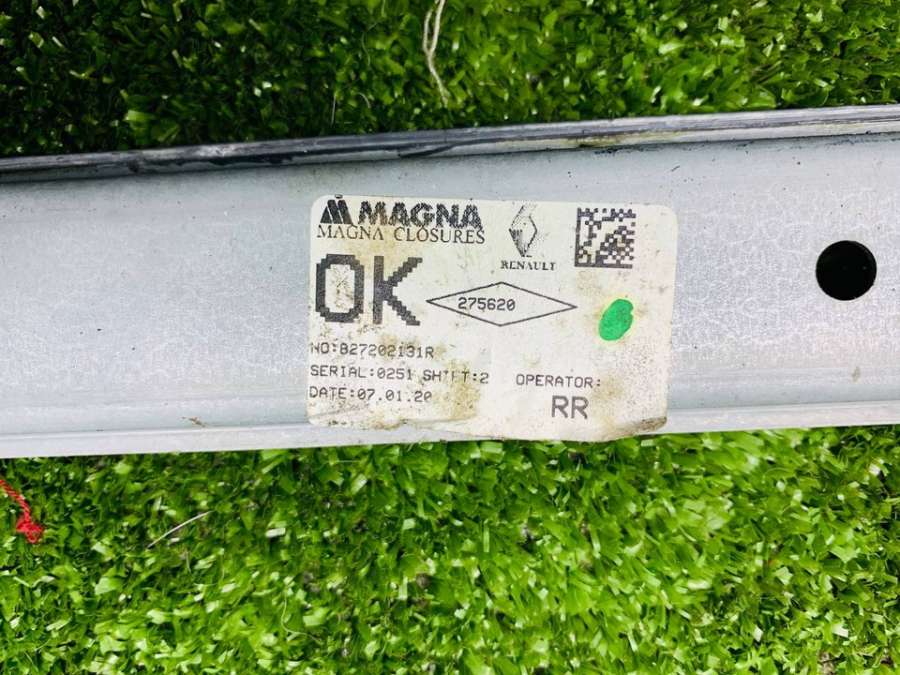 MAGNA
MAGNA CLOSURES
RENAULT
OK
275620
NO:827202131R
SERIAL:0251 SHIFT:2
OPERATOR:
DATE:07.01.20
RR